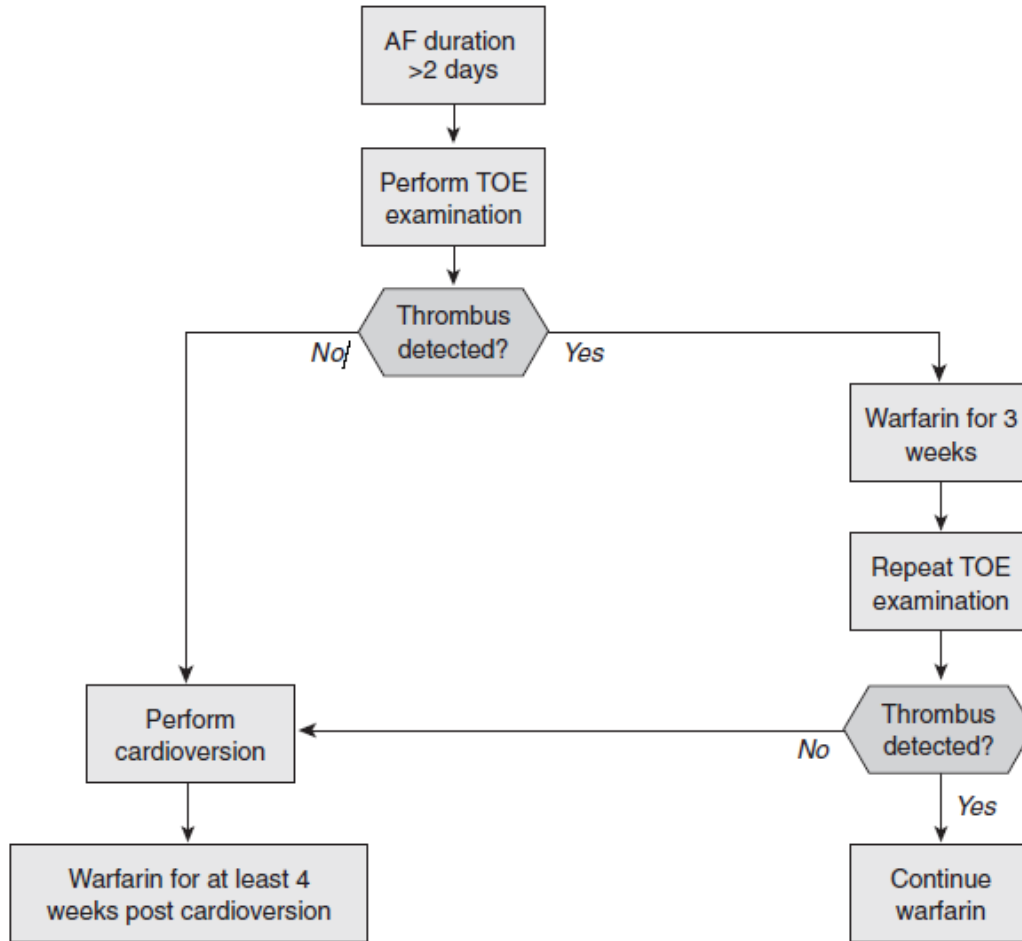 AF duration
>2 days
Perform TOE
examination
Thrombus
detected?
No
Yes
Warfarin for 3
weeks
Repeat TOE
examination
Perform
cardioversion
Thrombus
detected?
No
Yes
Warfarin for at least 4
weeks post cardioversion
Continue
warfarin